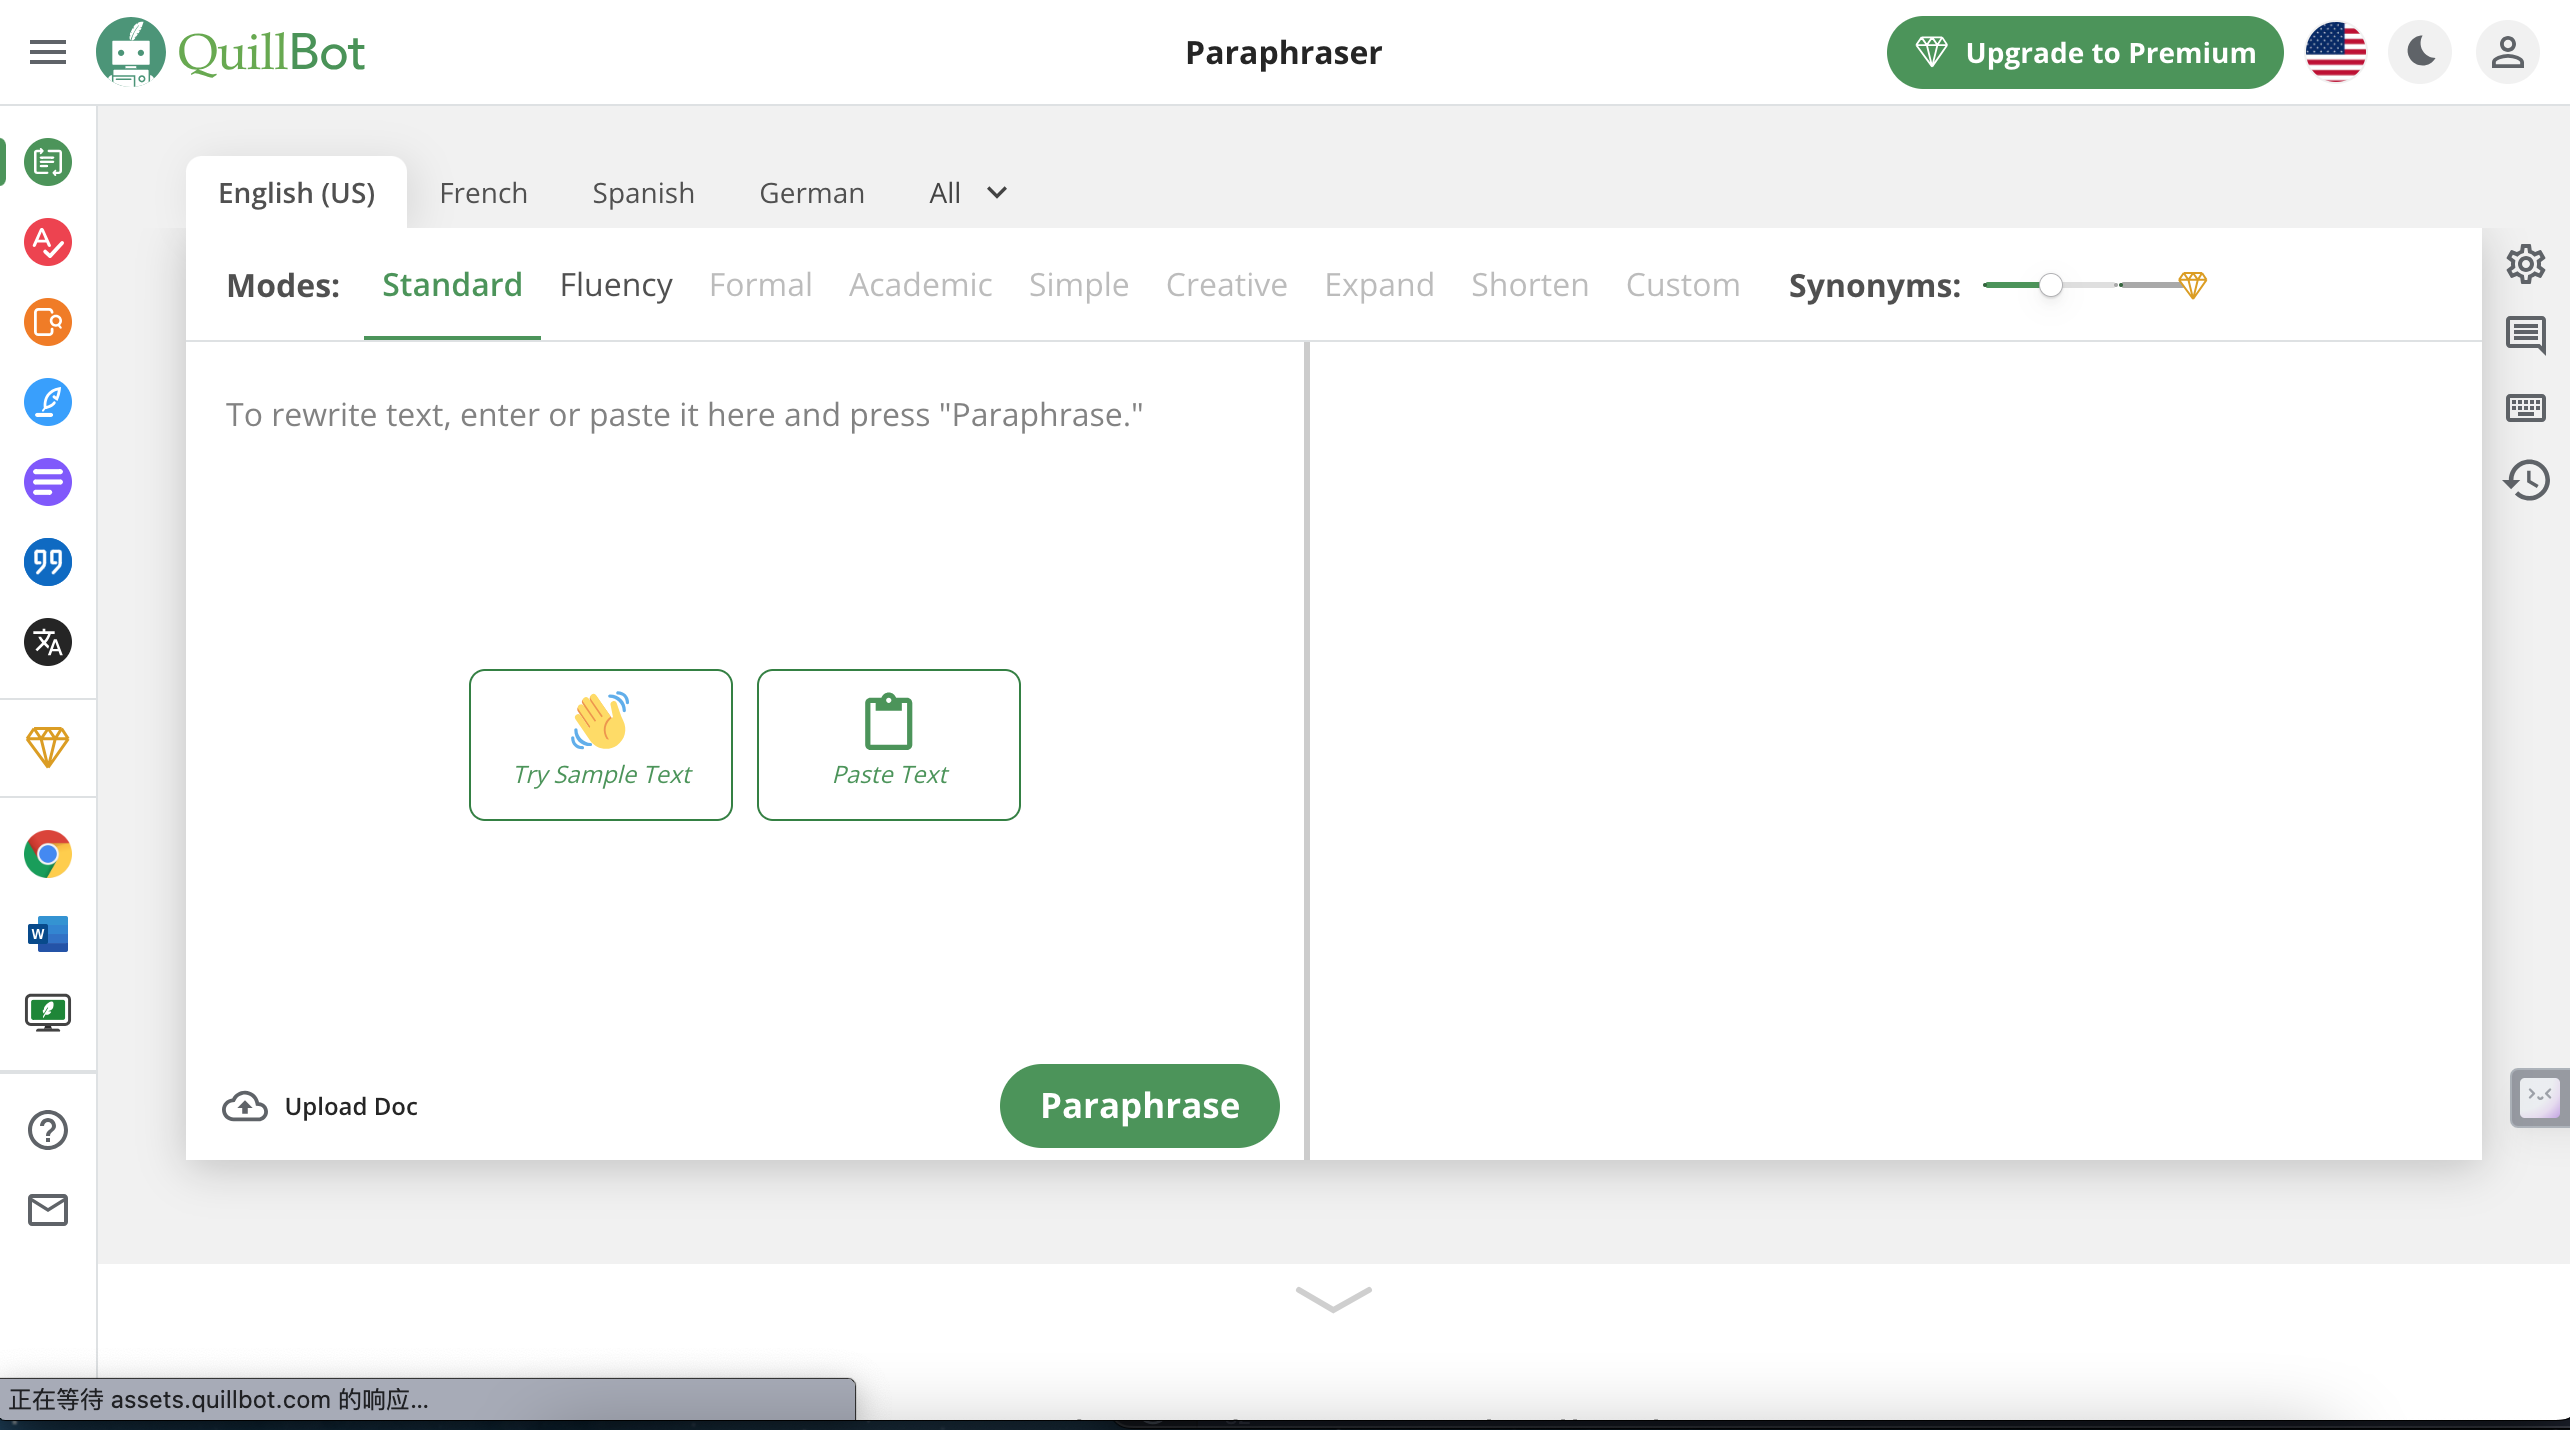 QuillBot
Paraphraser
Upgrade to Premium
English (US) French Spanish German All
Modes: Standard Fluency Formal Academic Simple Creative Expand Shorten Custom Synonyms:
To rewrite text, enter or paste it here and press "Paraphrase."
Try Sample Text Paste Text
W
Upload Doc Paraphrase
正在等待 assets.quillbot.com 的响应...